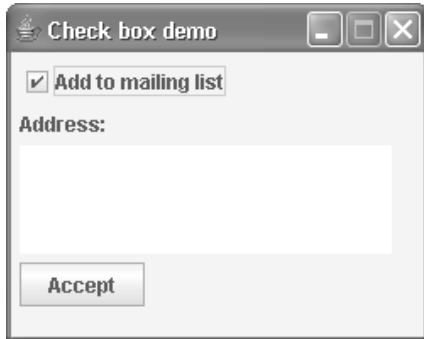 Check box demo
Add to mailing list
Address:
Accept